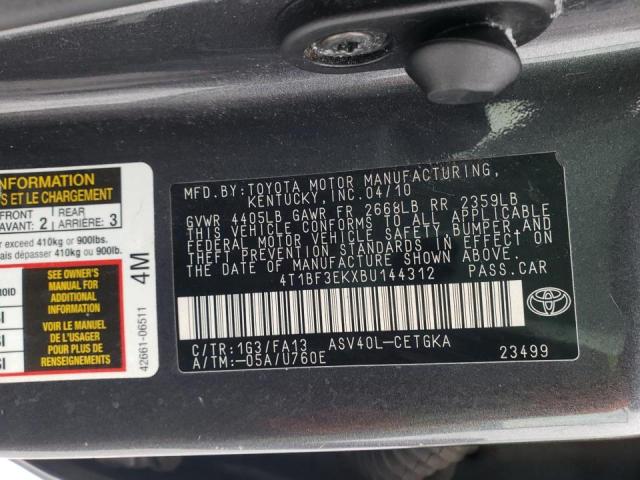 INFORMATION
S ET LE CHARGEMENT
FRONT
AVANT: 2
REAR
ARRIÈRE: 3
exceed 410kg or 900lbs.
dépasser 410kg ou 900lb.
SEE OWNER'S
MANUAL FOR
ADDITIONAL
INFORMATION
VOIR LE MANUEL
DE L'USAGER
POUR PLUS DE
RENSEIGNEMENTS
4M
42661-06511
MFD. BY: TOYOTA MOTOR MANUFACTURING,
KENTUCKY, INC. 04/10
GVWR 4405LB GAWR FR 2668LB RR 2359LB
THIS VEHICLE CONFORMS TO ALL APPLICABLE
FEDERAL MOTOR VEHICLE SAFETY, BUMPER, AND
THEFT PREVENTION STANDARDS IN EFFECT ON
THE DATE OF MANUFACTURE SHOWN ABOVE.
4T1BF3EKXBU144312 PASS. CAR
C/TR: 1G3/FA13 ASV40L-CETGKA
A/TM: -05A/U760E 23499
TOYOTA